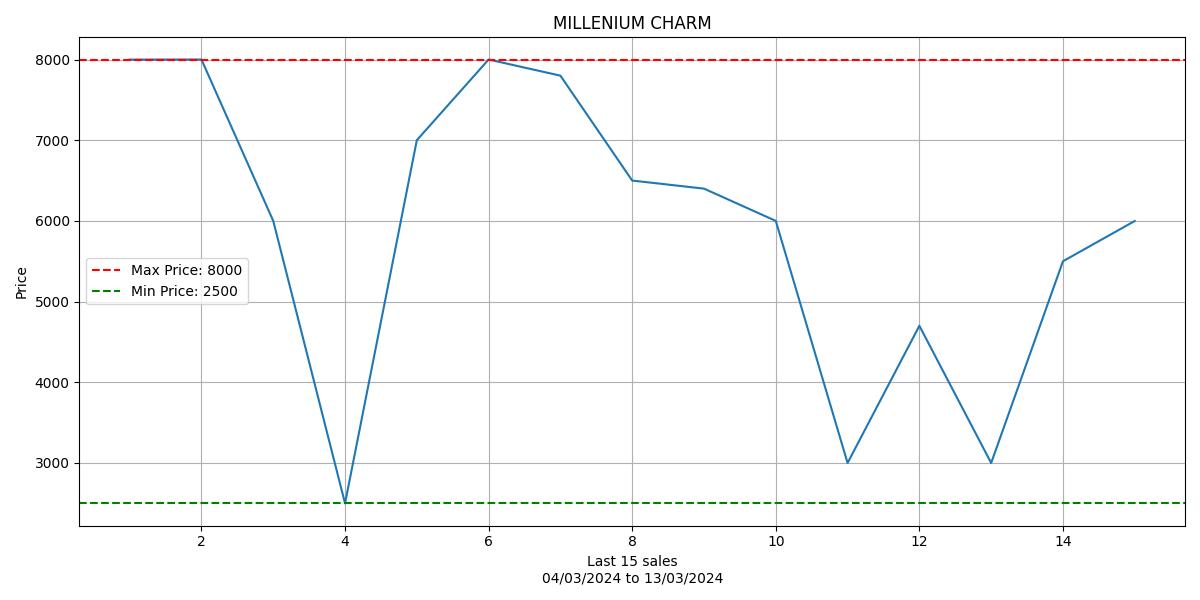 MILLENIUM CHARM
8000
7000
6000
5000
4000
3000
Price
Max Price: 8000
Min Price: 2500
2 4 6 8 10 12 14
Last 15 sales
04/03/2024 to 13/03/2024